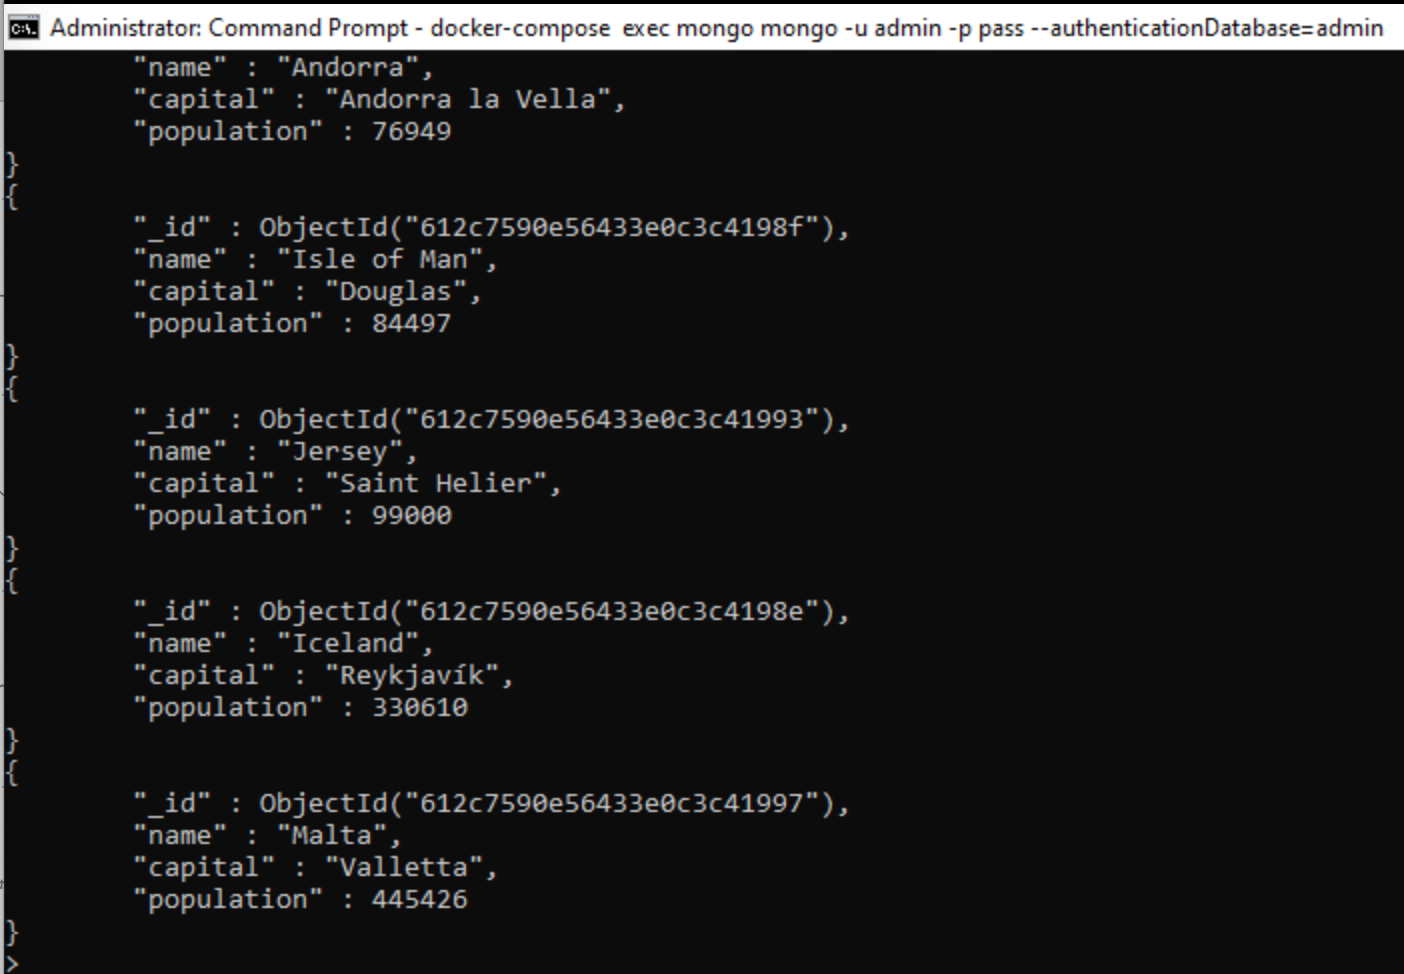 Administrator: Command Prompt - docker-compose  exec mongo mongo -u admin -p pass --authenticationDatabase=admin
"name" : "Andorra",
"capital" : "Andorra la Vella",
"population" : 76949
}
{
"_id" : ObjectId("612c7590e56433e0c3c4198f"),
"name" : "Isle of Man",
"capital" : "Douglas",
"population" : 84497
}
{
"_id" : ObjectId("612c7590e56433e0c3c41993"),
"name" : "Jersey",
"capital" : "Saint Helier",
"population" : 99000
}
{
"_id" : ObjectId("612c7590e56433e0c3c4198e"),
"name" : "Iceland",
"capital" : "Reykjavík",
"population" : 330610
}
{
"_id" : ObjectId("612c7590e56433e0c3c41997"),
"name" : "Malta",
"capital" : "Valletta",
"population" : 445426
}
>